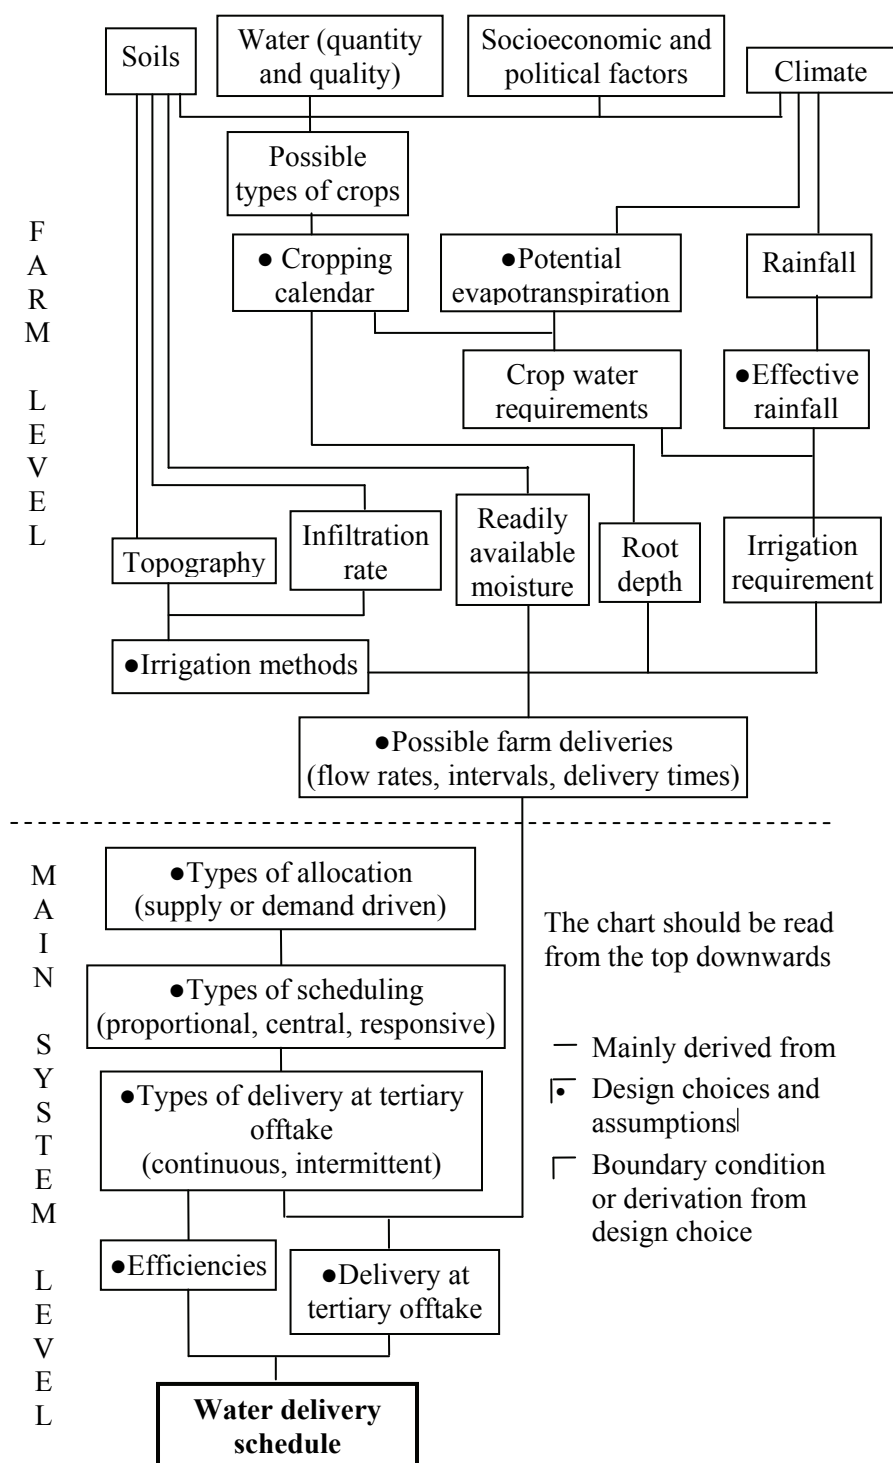 Soils
Water (quantity
and quality)
Socioeconomic and
political factors
Climate
Possible
types of crops
● Cropping
calendar
●Potential
evapotranspiration
Rainfall
Crop water
requirements
●Effective
rainfall
FARM LEVEL
Topography
Infiltration
rate
Readily
available
moisture
Root
depth
Irrigation
requirement
●Irrigation methods
●Possible farm deliveries
(flow rates, intervals, delivery times)
MAIN SYSTEM LEVEL
●Types of allocation
(supply or demand driven)
●Types of scheduling
(proportional, central, responsive)
●Types of delivery at tertiary
offtake
(continuous, intermittent)
●Efficiencies
●Delivery at
tertiary offtake
Water delivery
schedule
The chart should be read
from the top downwards
— Mainly derived from
Design choices and
assumptions
Boundary condition
or derivation from
design choice